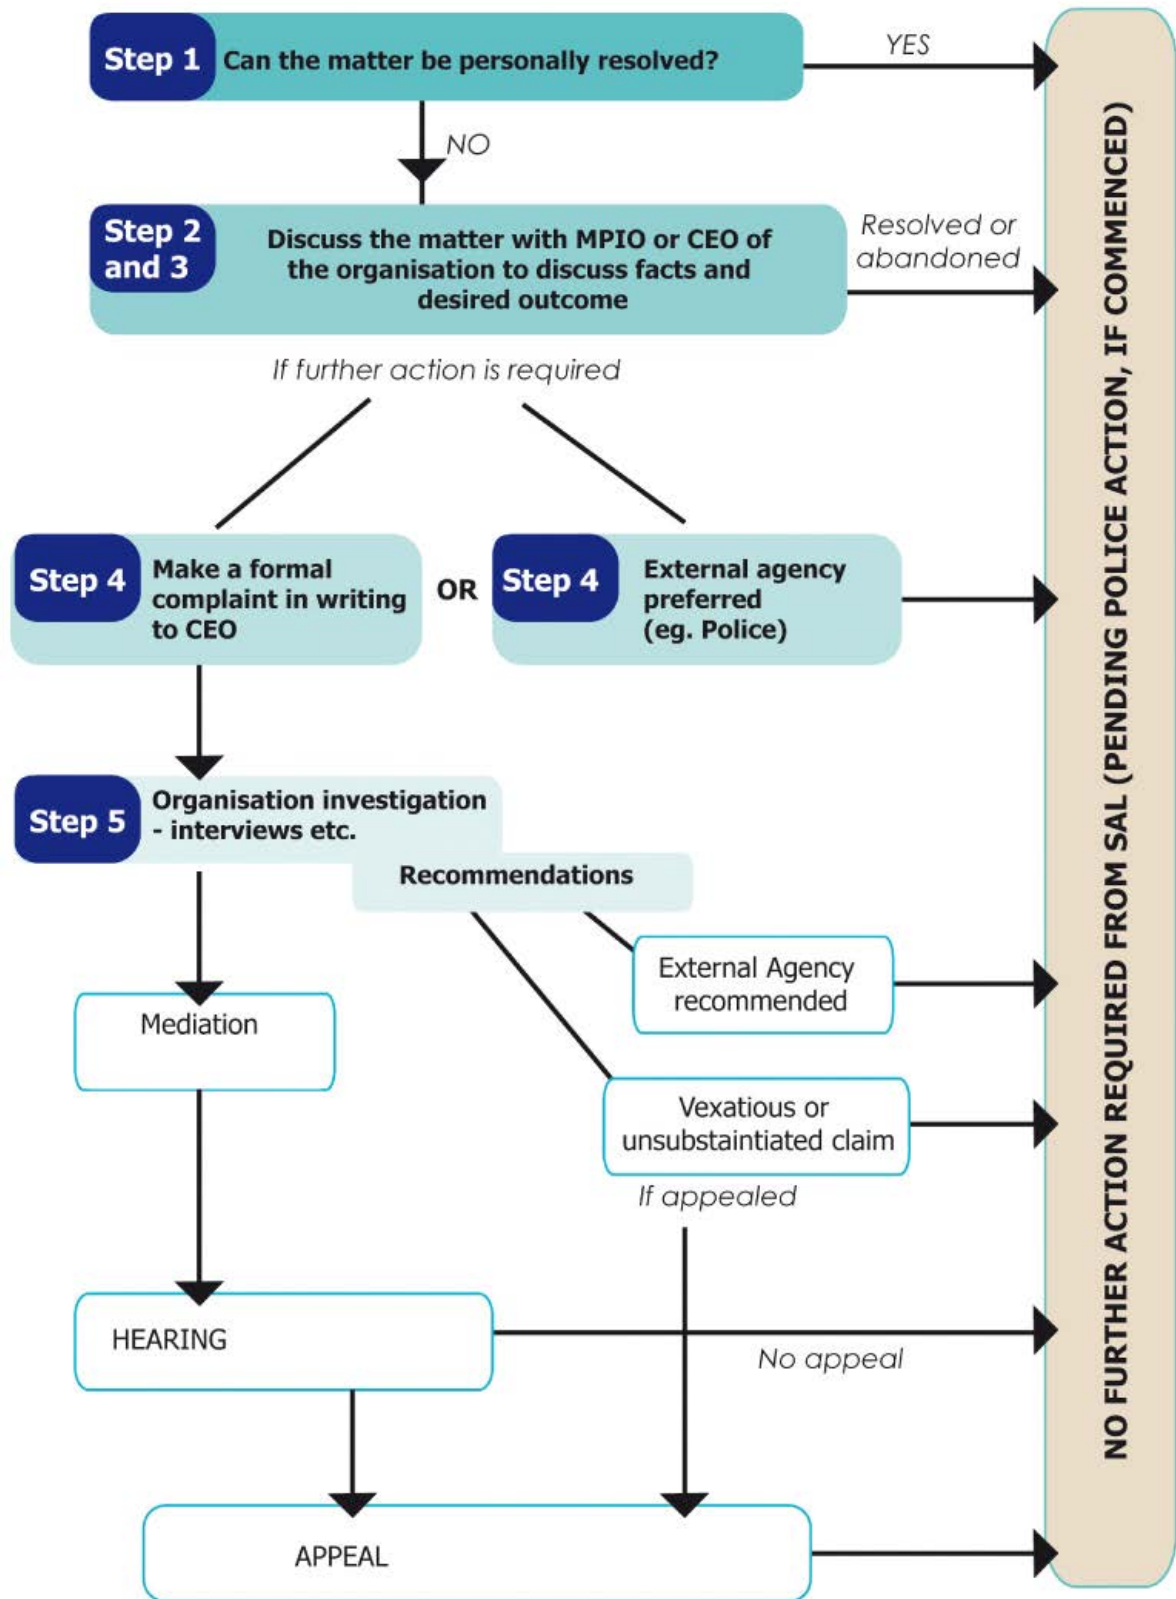 Step 1
Can the matter be personally resolved?
YES
NO
Step 2
and 3
Discuss the matter with MPIO or CEO of
the organisation to discuss facts and
desired outcome
Resolved or
abandoned
If further action is required
Step 4
Make a formal
complaint in writing
to CEO
OR
Step 4
External agency
preferred
(eg. Police)
Step 5
Organisation investigation
- interviews etc.
Recommendations
External Agency
recommended
Mediation
Vexatious or
unsubstaintiated claim
If appealed
HEARING
No appeal
APPEAL
NO FURTHER ACTION REQUIRED FROM SAL (PENDING POLICE ACTION, IF COMMENCED)